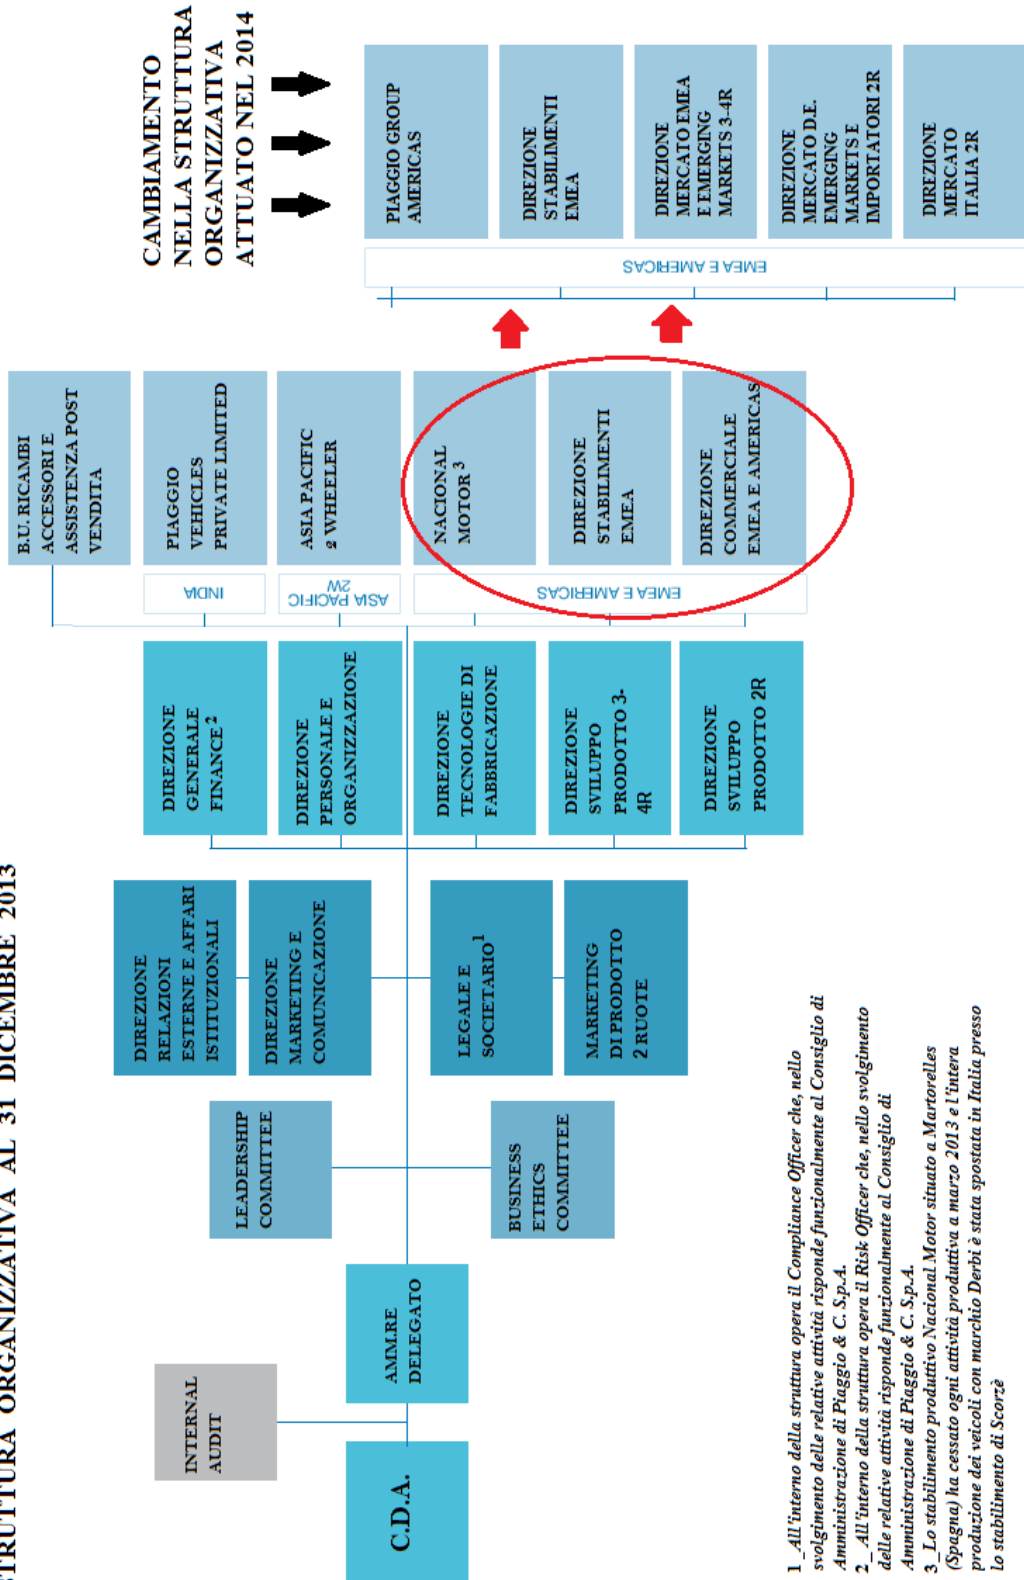 STRUTTURA ORGANIZZATIVA AL 31 DICEMBRE 2013
C.D.A.
INTERNAL
AUDIT
AMM.RE
DELEGATO
LEADERSHIP
COMMITTEE
BUSINESS
ETHICS
COMMITTEE
DIREZIONE
RELAZIONI
ESTERNE E AFFARI
ISTITUZIONALI
DIREZIONE
MARKETING E
COMUNICAZIONE
LEGALE E
SOCIETARIO¹
MARKETING
DI PRODOTTO
2 RUOTE
DIREZIONE
GENERALE
FINANCE²
DIREZIONE
PERSONALE E
ORGANIZZAZIONE
DIREZIONE
TECNOLOGIE DI
FABBRICAZIONE
DIREZIONE
SVILUPPO
PRODOTTO 3-
4R
DIREZIONE
SVILUPPO
PRODOTTO 2R
INDIA
ASIA PACIFIC
2W
EMEA E AMERICAS
B.U. RICAMBI
ACCESSORI E
ASSISTENZA POST
VENDITA
PIAGGIO
VEHICLES
PRIVATE LIMITED
ASIA PACIFIC
2 WHEELER
NACIONAL
MOTOR ³
DIREZIONE
STABILIMENTI
EMEA
DIREZIONE
COMMERCIALE
EMEA E AMERICAS
CAMBIAMENTO
NELLA STRUTTURA
ORGANIZZATIVA
ATTUATO NEL 2014
EMEA E AMERICAS
PIAGGIO GROUP
AMERICAS
DIREZIONE
STABILIMENTI
EMEA
DIREZIONE
MERCATO EMEA
E EMERGING
MARKETS 3-4R
DIREZIONE
MERCATO D.E.
EMERGING
MARKETS E
IMPORTATORI 2R
DIREZIONE
MERCATO
ITALIA 2R
1_All'interno della struttura opera il Compliance Officer che, nello
svolgimento delle relative attività risponde funzionalmente al Consiglio di
Amministrazione di Piaggio & C. S.p.A.
2_ All'interno della struttura opera il Risk Officer che, nello svolgimento
delle relative attività risponde funzionalmente al Consiglio di
Amministrazione di Piaggio & C. S.p.A.
3_Lo stabilimento produttivo Nacional Motor situato a Martorelles
(Spagna) ha cessato ogni attività produttiva a marzo 2013 e l'intera
produzione dei veicoli con marchio Derbi è stata spostata in Italia presso
lo stabilimento di Scorzè